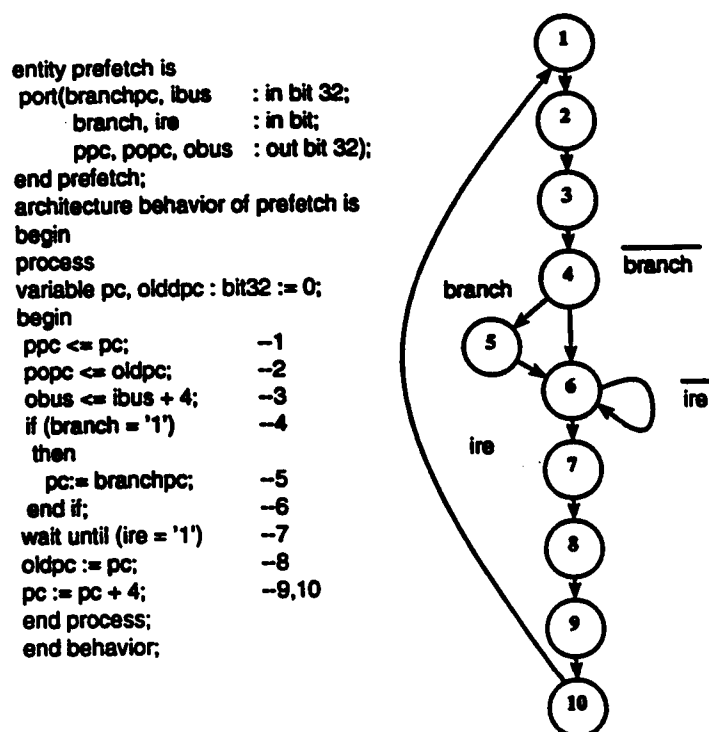 entity prefetch is
port(branchpc, ibus : in bit 32;
branch, ire : in bit;
ppc, popc, obus : out bit 32);
end prefetch;
architecture behavior of prefetch is
begin
process
variable pc, olddpc : bit32 := 0;
begin
ppc <= pc; --1
popc <= oldpc; --2
obus <= ibus + 4; --3
if (branch = '1') --4
then
pc:= branchpc; --5
end if; --6
wait until (ire = '1') --7
oldpc := pc; --8
pc := pc + 4; --9,10
end process;
end behavior;
1
2
3
4
branch
branch
5
6
ire
ire
7
8
9
10